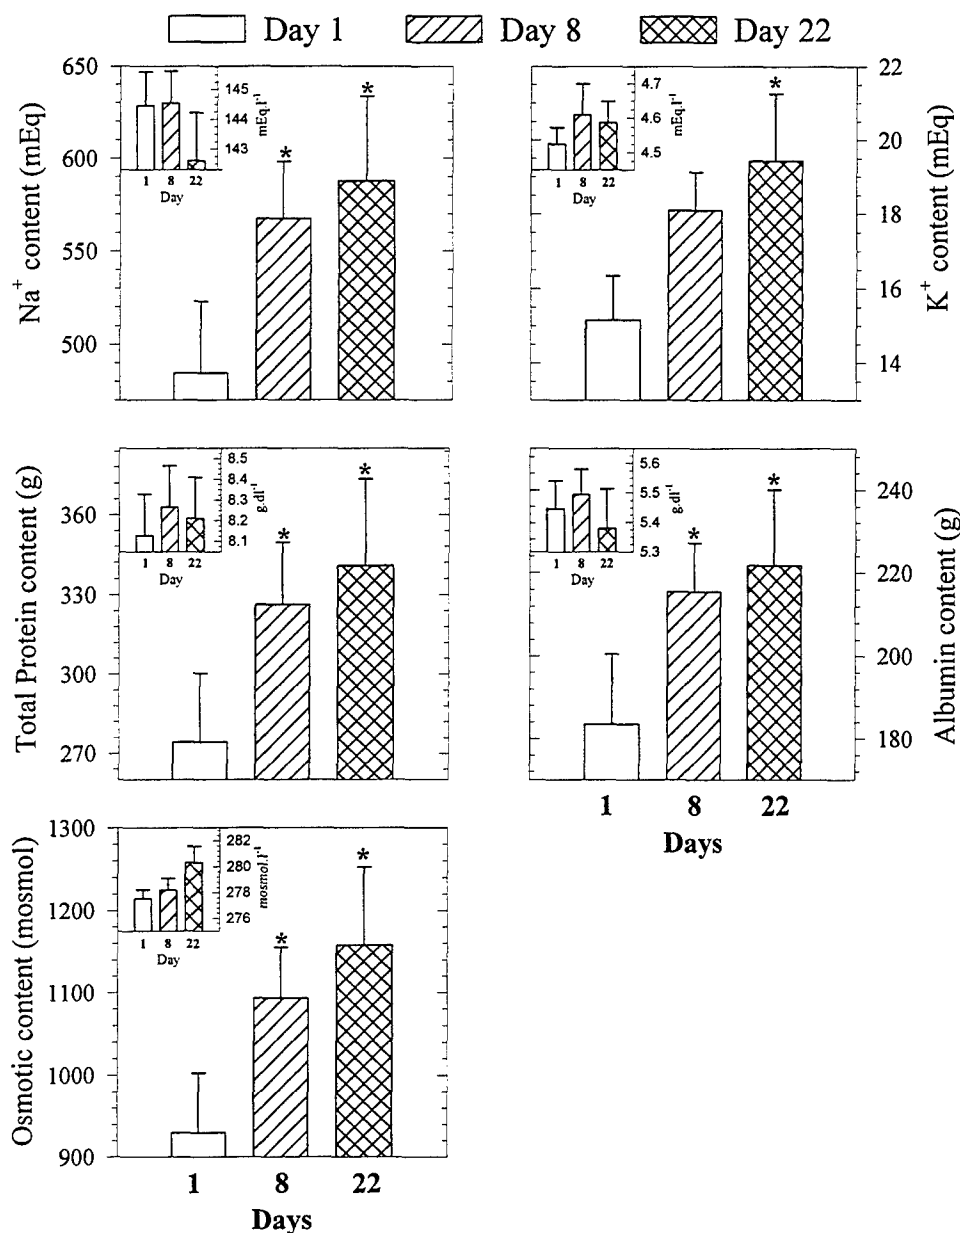 Day 1 Day 8 Day 22
Na+ content (mEq)
650
600
550
500
145
144
143
mEq.l-1
1 8 22
Day
*
*
K+ content (mEq)
22
20
18
16
14
4.7
4.6
4.5
mEq.l-1
1 8 22
Day
*
Total Protein content (g)
360
330
300
270
8.5
8.4
8.3
8.2
8.1
g.dl-1
1 8 22
Day
*
*
Albumin content (g)
240
220
200
180
5.6
5.5
5.4
5.3
g.dl-1
1 8 22
Day
*
*
1 8 22
Days
Osmotic content (mosmol)
1300
1200
1100
1000
900
282
280
278
276
mosmol.l-1
1 8 22
Day
*
*
1 8 22
Days